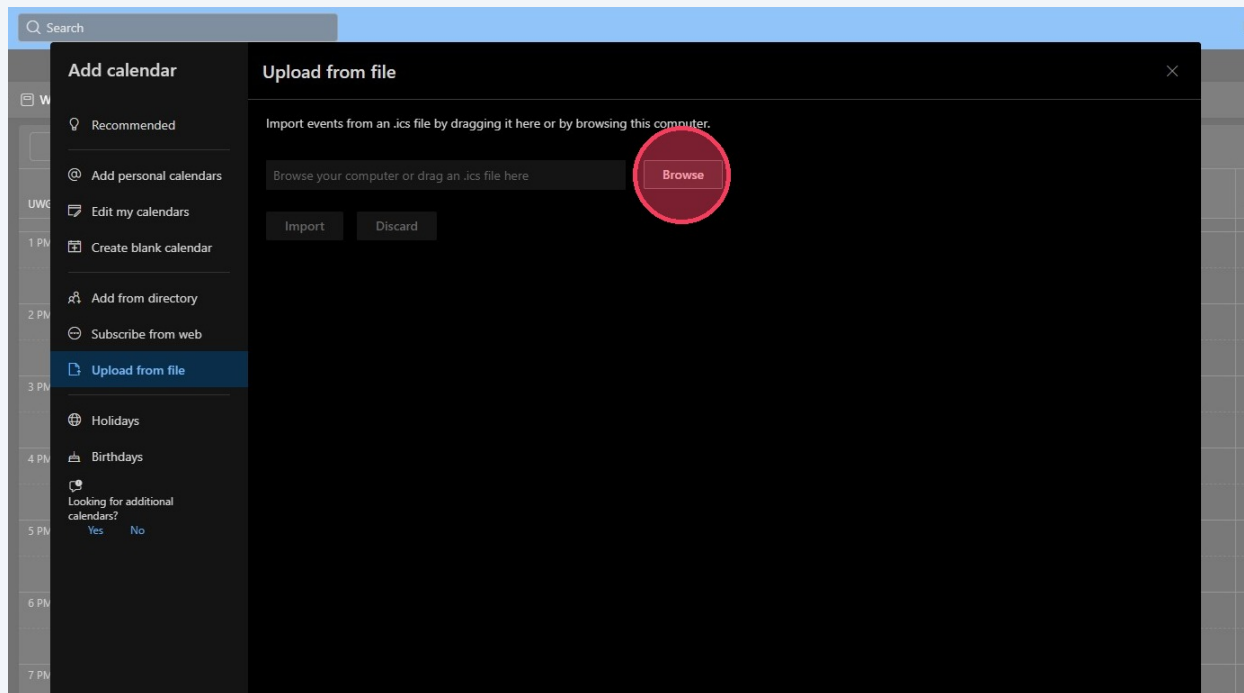 Search
Add calendar
Recommended
Add personal calendars
Edit my calendars
Create blank calendar
Add from directory
Subscribe from web
Upload from file
Holidays
Birthdays
Looking for additional
calendars?
Yes No
Upload from file
Import events from an .ics file by dragging it here or by browsing this computer.
Browse your computer or drag an .ics file here
Browse
Import Discard
1 PM
2 PM
3 PM
4 PM
5 PM
6 PM
7 PM